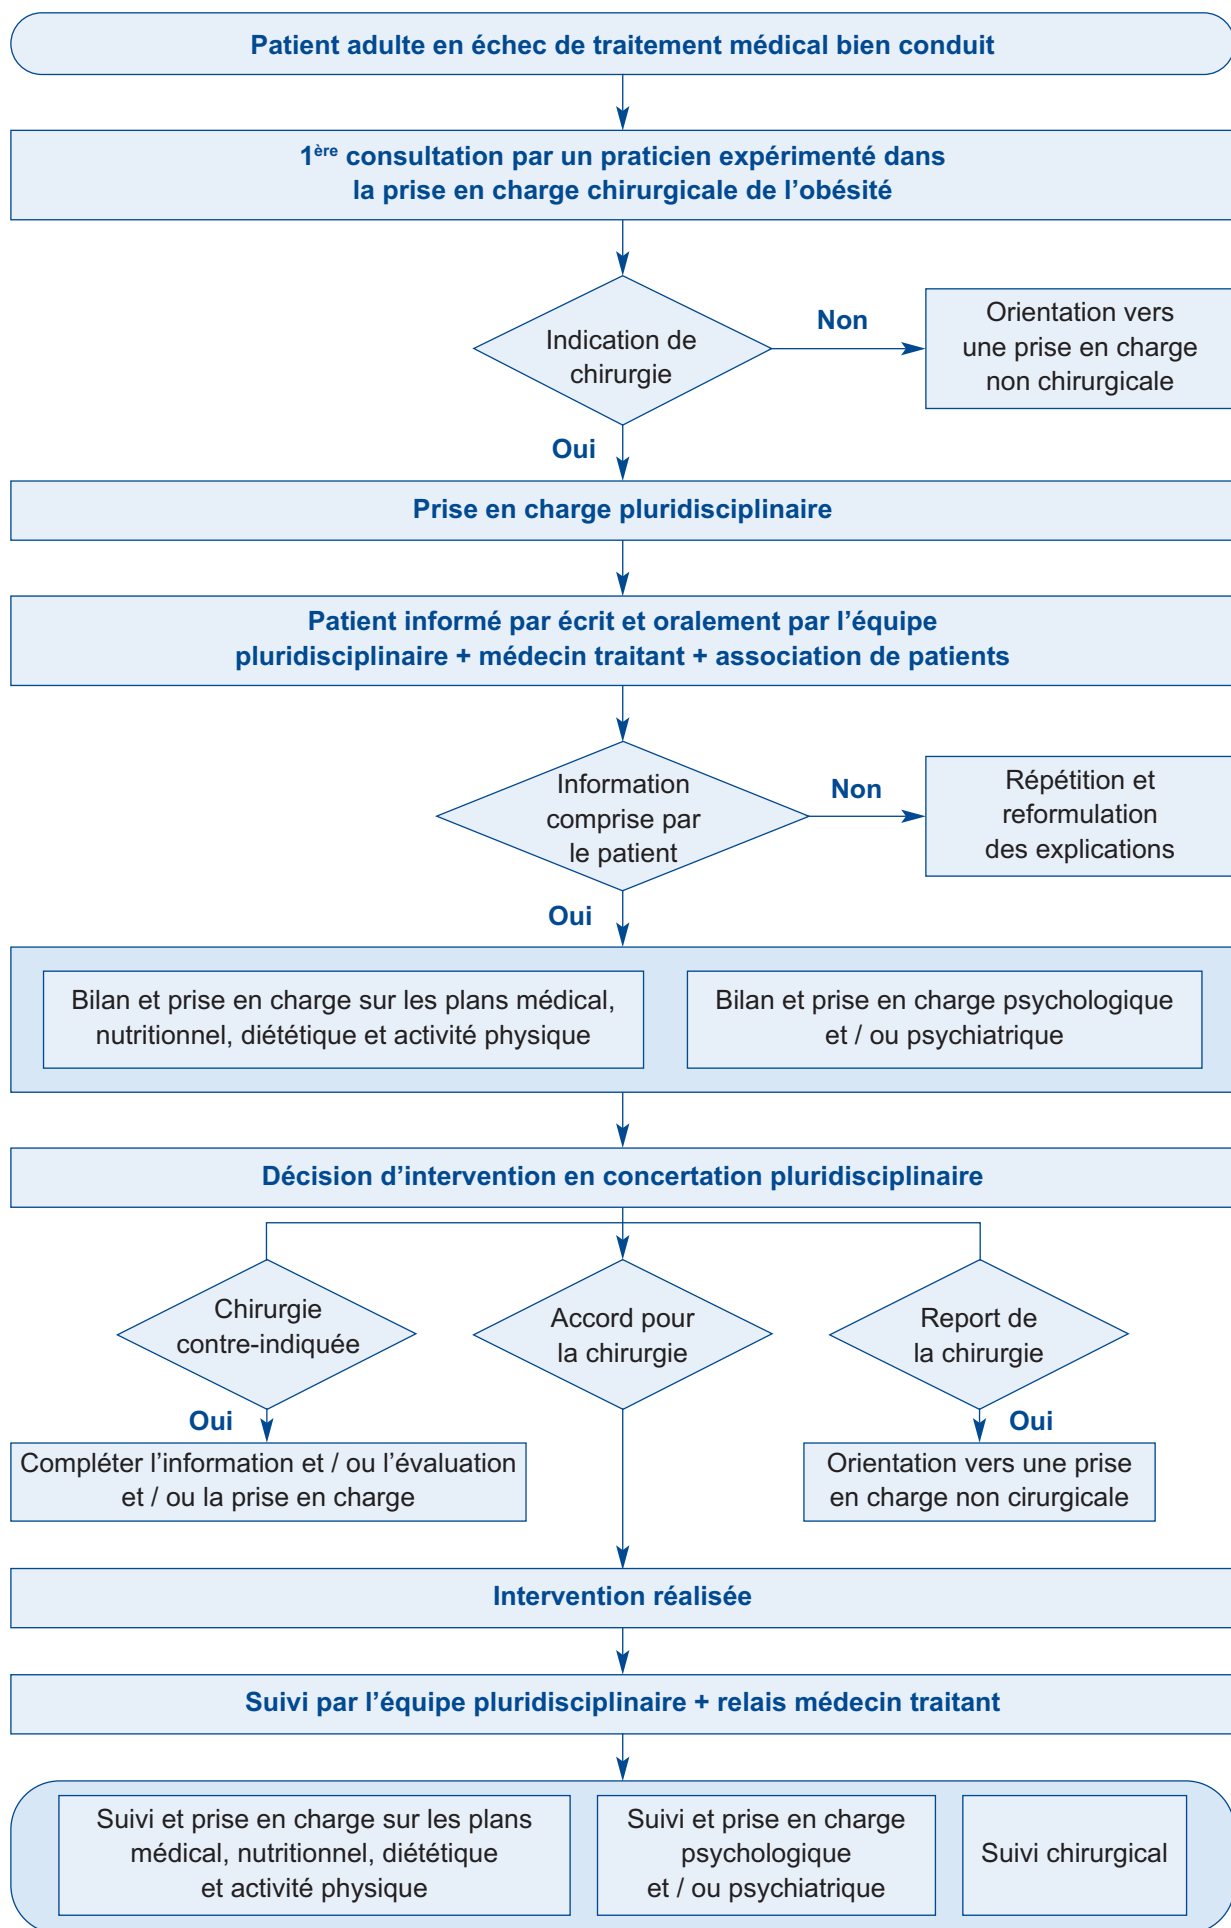 Patient adulte en échec de traitement médical bien conduit
1ère consultation par un praticien expérimenté dans
la prise en charge chirurgicale de l’obésité
Indication de
chirurgie
Non
Orientation vers
une prise en charge
non chirurgicale
Oui
Prise en charge pluridisciplinaire
Patient informé par écrit et oralement par l’équipe
pluridisciplinaire + médecin traitant + association de patients
Information
comprise par
le patient
Non
Répétition et
reformulation
des explications
Oui
Bilan et prise en charge sur les plans médical,
nutritionnel, diététique et activité physique
Bilan et prise en charge psychologique
et / ou psychiatrique
Décision d’intervention en concertation pluridisciplinaire
Chirurgie
contre-indiquée
Accord pour
la chirurgie
Report de
la chirurgie
Oui
Oui
Compléter l’information et / ou l’évaluation
et / ou la prise en charge
Orientation vers une prise
en charge non cirurgicale
Intervention réalisée
Suivi par l’équipe pluridisciplinaire + relais médecin traitant
Suivi et prise en charge sur les plans
médical, nutritionnel, diététique
et activité physique
Suivi et prise en charge
psychologique
et / ou psychiatrique
Suivi chirurgical